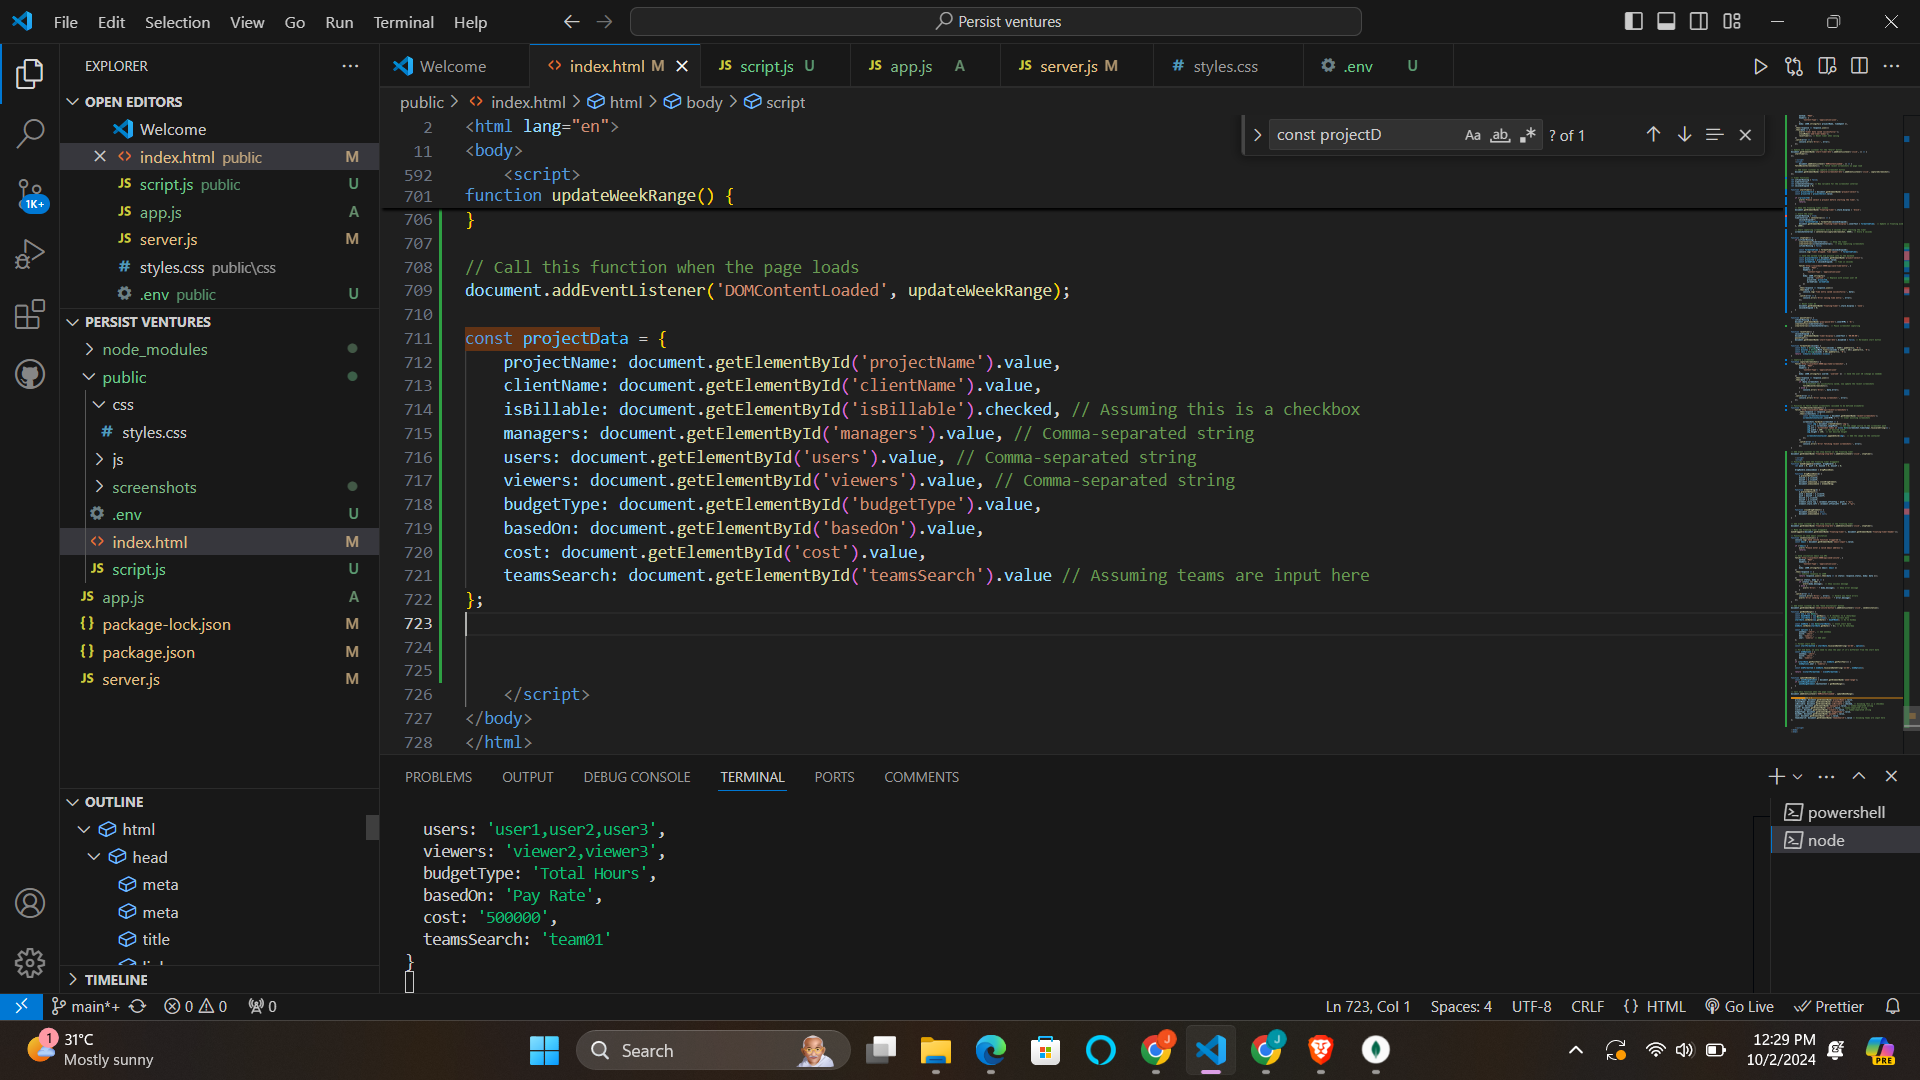 File Edit Selection View Go Run Terminal Help
Persist ventures
EXPLORER
OPEN EDITORS
Welcome
index.html public M
JS script.js public U
JS app.js A
JS server.js M
# styles.css public\css
.env public U
PERSIST VENTURES
node_modules
public
css
# styles.css
js
screenshots
.env U
index.html M
JS script.js U
JS app.js A
{} package-lock.json M
{} package.json M
JS server.js M
OUTLINE
html
head
meta
meta
title
TIMELINE
Welcome
index.html M
JS script.js U
JS app.js A
JS server.js M
# styles.css
.env U
public > index.html > html > body > script
const projectD Aa ab ? of 1
2 <html lang="en">
11 <body>
592 <script>
701 function updateWeekRange() {
706 }
707
708 // Call this function when the page loads
709 document.addEventListener('DOMContentLoaded', updateWeekRange);
710
711 const projectData = {
712 projectName: document.getElementById('projectName').value,
713 clientName: document.getElementById('clientName').value,
714 isBillable: document.getElementById('isBillable').checked, // Assuming this is a checkbox
715 managers: document.getElementById('managers').value, // Comma-separated string
716 users: document.getElementById('users').value, // Comma-separated string
717 viewers: document.getElementById('viewers').value, // Comma-separated string
718 budgetType: document.getElementById('budgetType').value,
719 basedOn: document.getElementById('basedOn').value,
720 cost: document.getElementById('cost').value,
721 teamsSearch: document.getElementById('teamsSearch').value // Assuming teams are input here
722 };
723
724
725
726 </script>
727 </body>
728 </html>
PROBLEMS OUTPUT DEBUG CONSOLE TERMINAL PORTS COMMENTS
users: 'user1,user2,user3',
viewers: 'viewer2,viewer3',
budgetType: 'Total Hours',
basedOn: 'Pay Rate',
cost: '500000',
teamsSearch: 'team01'
}
powershell
node
1K+
main*+ 0 0 0
Ln 723, Col 1 Spaces: 4 UTF-8 CRLF {} HTML Go Live Prettier
1
31°C
Mostly sunny
Search
J
J
PRE
12:29 PM
10/2/2024